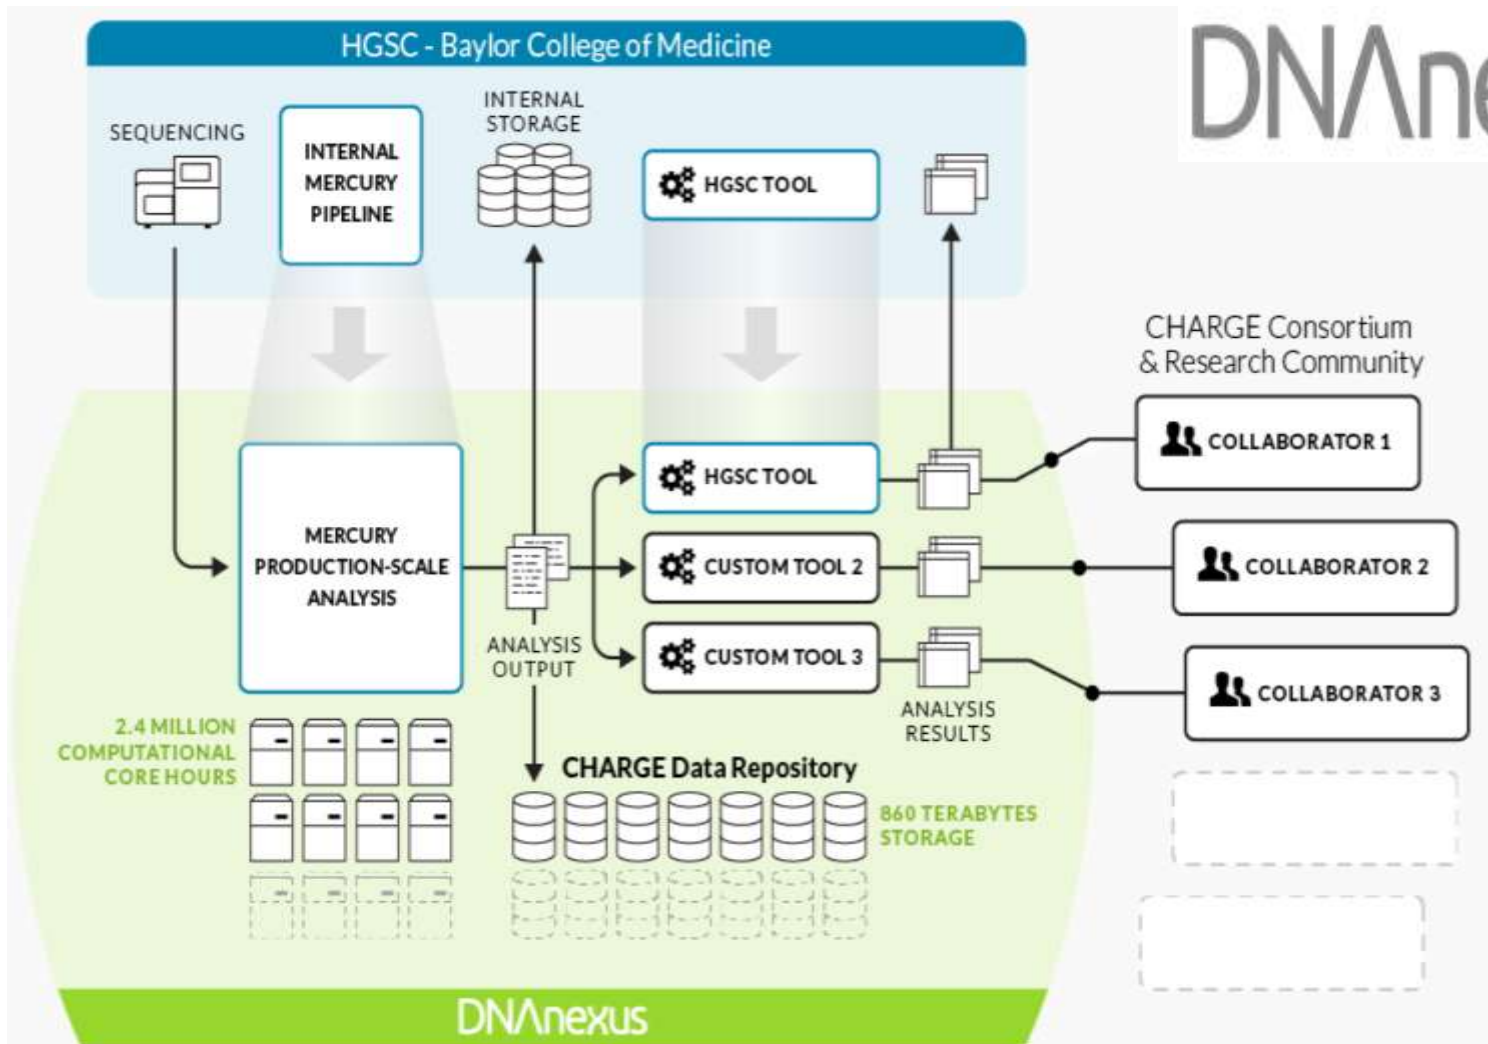 HGSC - Baylor College of Medicine
DNAne
SEQUENCING
INTERNAL
MERCURY
PIPELINE
INTERNAL
STORAGE
HGSC TOOL
CHARGE Consortium
& Research Community
MERCURY
PRODUCTION-SCALE
ANALYSIS
ANALYSIS
OUTPUT
HGSC TOOL
CUSTOM TOOL 2
CUSTOM TOOL 3
ANALYSIS
RESULTS
COLLABORATOR 1
COLLABORATOR 2
COLLABORATOR 3
2.4 MILLION
COMPUTATIONAL
CORE HOURS
CHARGE Data Repository
860 TERABYTES
STORAGE
DNAnexus